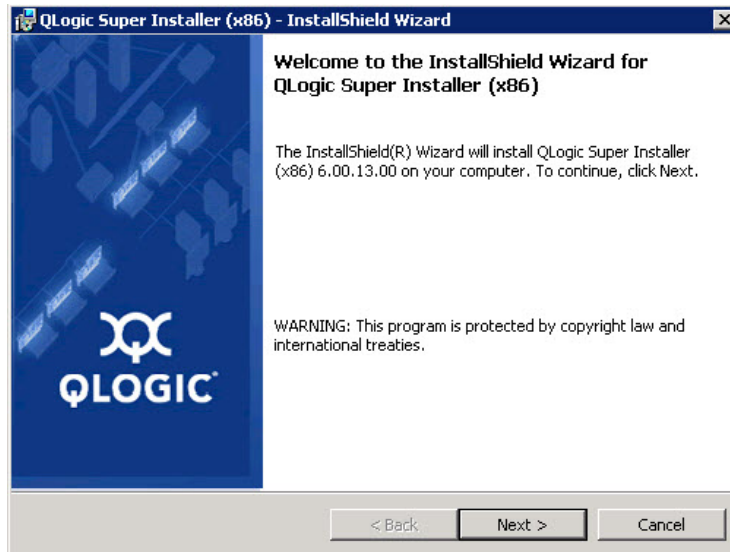 QLogic Super Installer (x86) - InstallShield Wizard
Welcome to the InstallShield Wizard for
QLogic Super Installer (x86)
The InstallShield(R) Wizard will install QLogic Super Installer
(x86) 6.00.13.00 on your computer. To continue, click Next.
WARNING: This program is protected by copyright law and
international treaties.
QLOGIC
< Back
Next >
Cancel